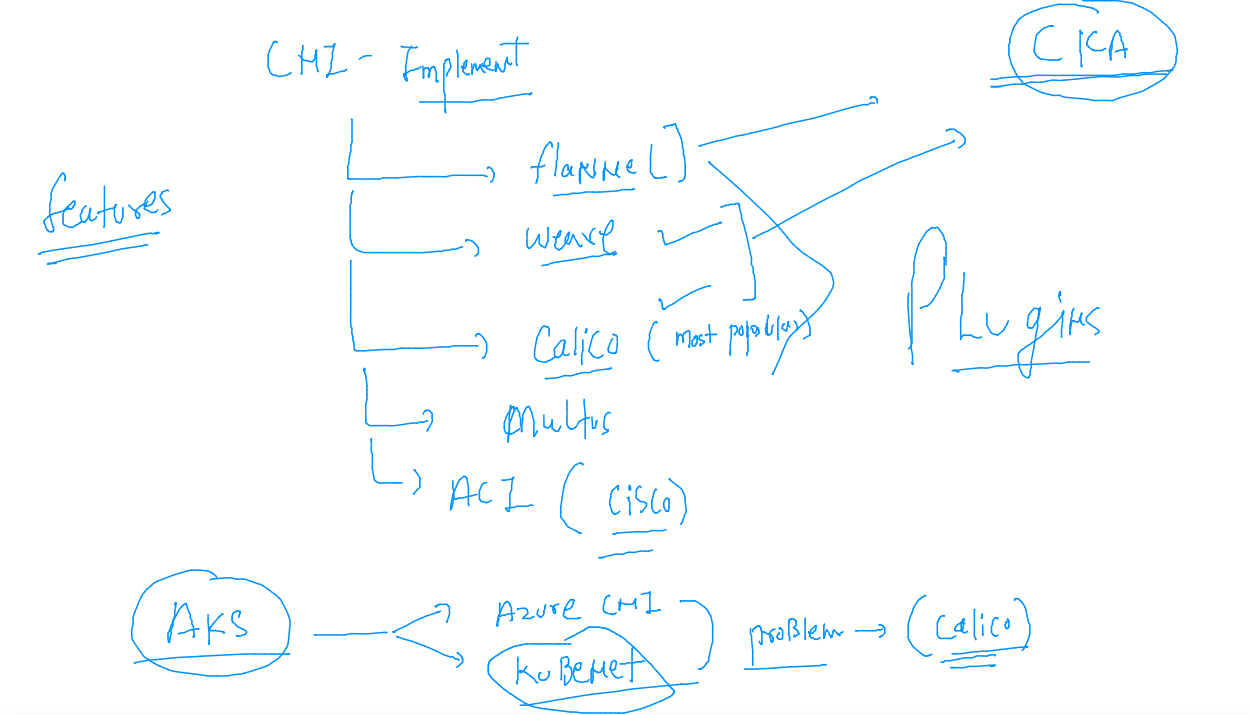 CNI - Implement
CKA
features
flannel
weave
Calico (most popular)
Plugins
Multus
ACI (Cisco)
AKS
Azure CNI
KuBeNet
proBlem → (Calico)